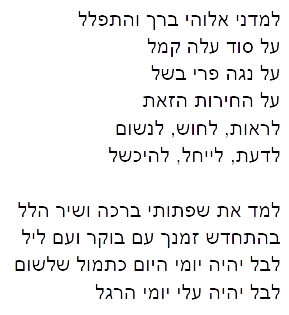 למדני אלוהי ברך והתפלל
על סוד עלה קמל
על נגה פרי בשל
על החירות הזאת
לראות, לחוש, לנשום
לדעת, לייחל, להיכשל

למד את שפתותי ברכה ושיר הלל
בהתחדש זמנך עם בוקר ועם ליל
לבל יהיה יומי היום כתמול שלשום
לבל יהיה עלי יומי הרגל